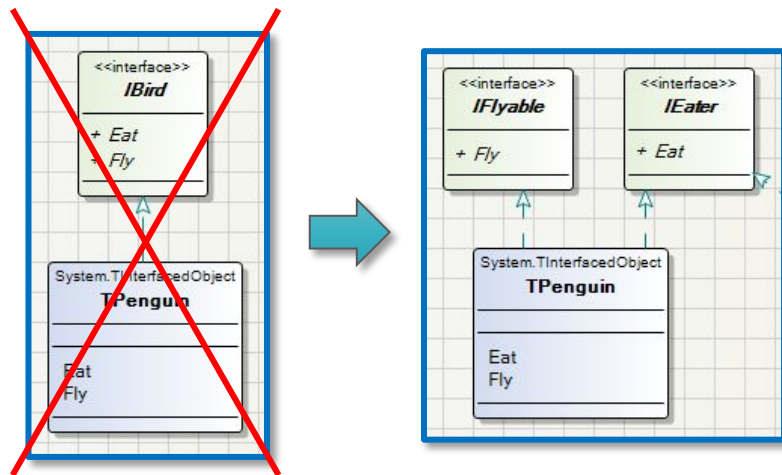 <<interface>>
IBird
+ Eat
+ Fly
System.TInterfacedObject
TPenguin
Eat
Fly
<<interface>>
IFlyable
+ Fly
<<interface>>
IEater
+ Eat
System.TInterfacedObject
TPenguin
Eat
Fly